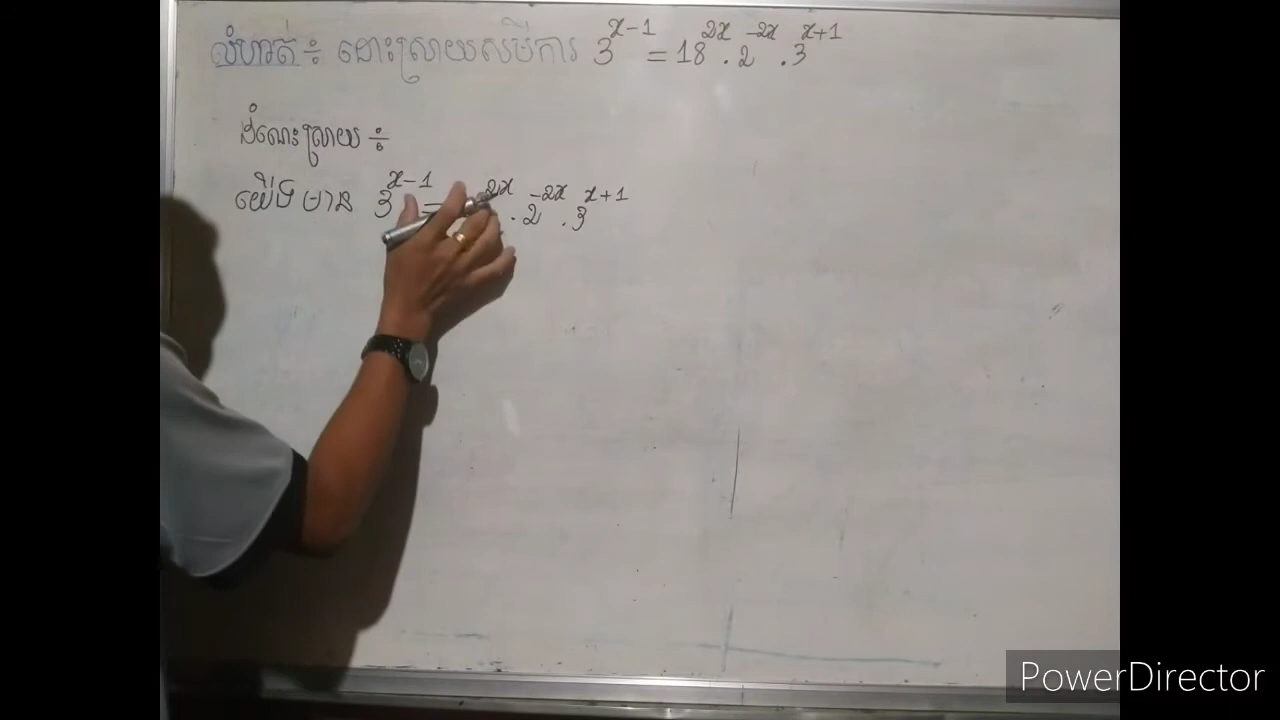 លំហាត់ ÷ ដោះស្រាយសមីការ 3^{x-1} = 18^{2x} . 2^{-2x} . 3^{x+1}
ដំណោះស្រាយ ÷
យើងមាន 3^{x-1} = ^{2x} . 2^{-2x} . 3^{x+1}
PowerDirector